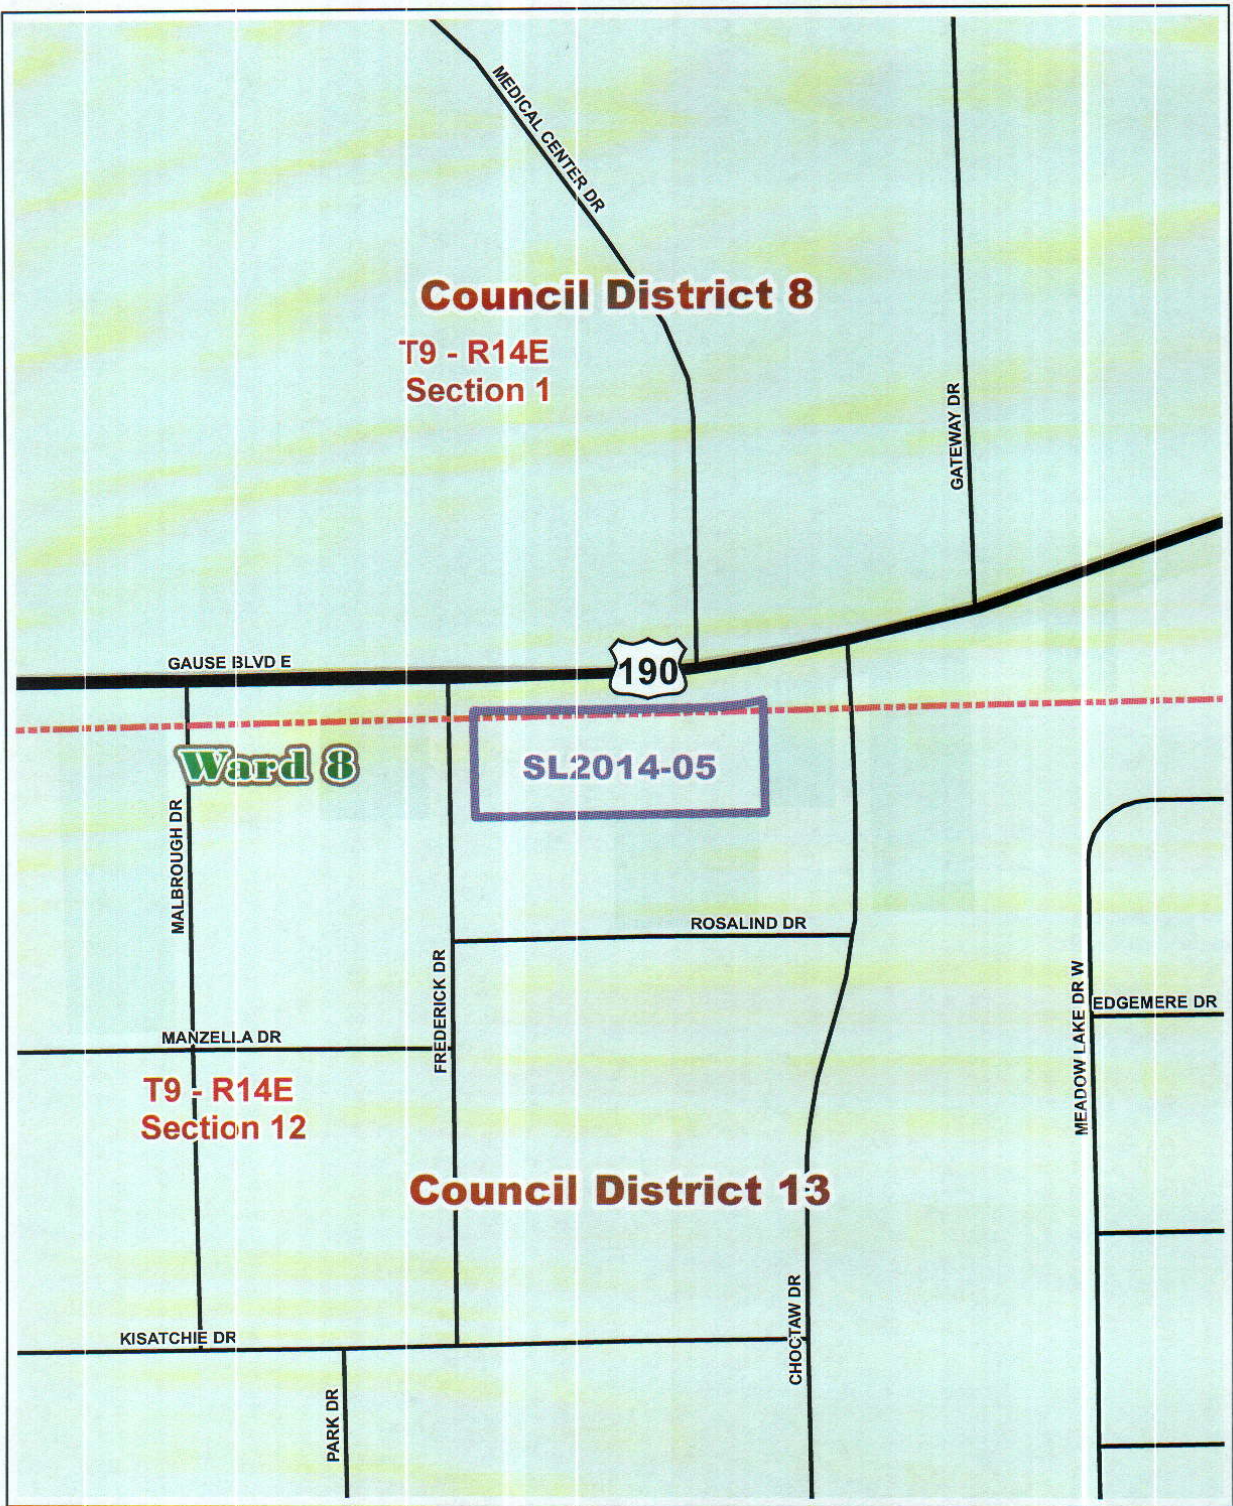 MEDICAL CENTER DR
Council District 8
T9 - R14E
Section 1
GATEWAY DR
GAUSE BLVD E
190
Ward 8
SL2014-05
MALBROUGH DR
ROSALIND DR
FREDERICK DR
MEADOW LAKE DR W
EDGEMERE DR
MANZELLA DR
T9 - R14E
Section 12
Council District 13
CHOCTAW DR
KISATCHIE DR
PARK DR